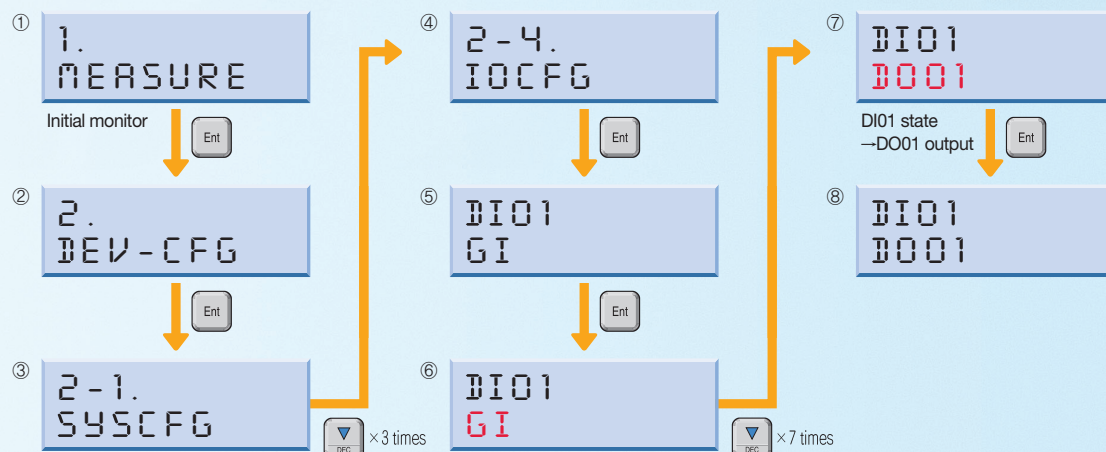 ①
1.
MEASURE
Initial monitor
Ent
②
2.
DEV-CFG
Ent
③
2-1.
SYSCFG
▼
DEC
×3 times
④
2-4.
IOCFG
Ent
⑤
DI01
GI
Ent
⑥
DI01
GI
▼
DEC
×7 times
⑦
DI01
DO01
DI01 state
→DO01 output
Ent
⑧
DI01
DO01